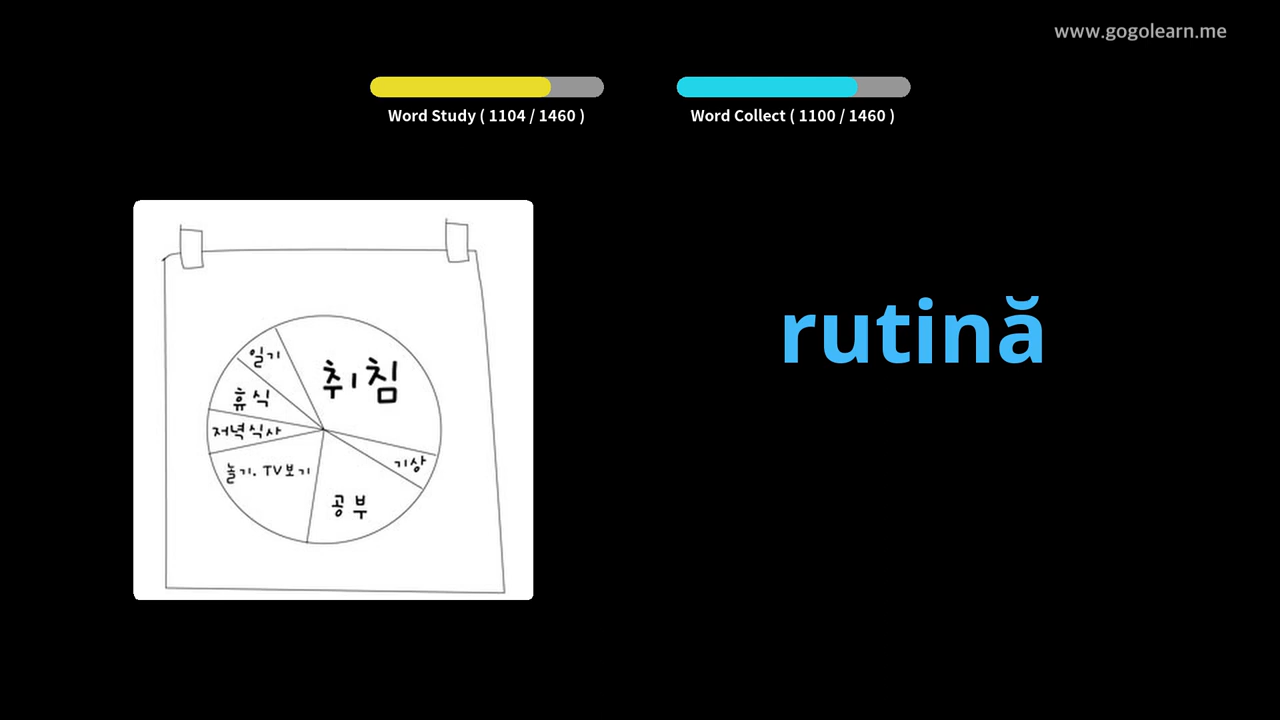 www.gogolearn.me
Word Study ( 1104 / 1460 )
Word Collect ( 1100 / 1460 )
일기
취침
휴식
저녁식사
기상
놀기. TV보기
공부
rutină